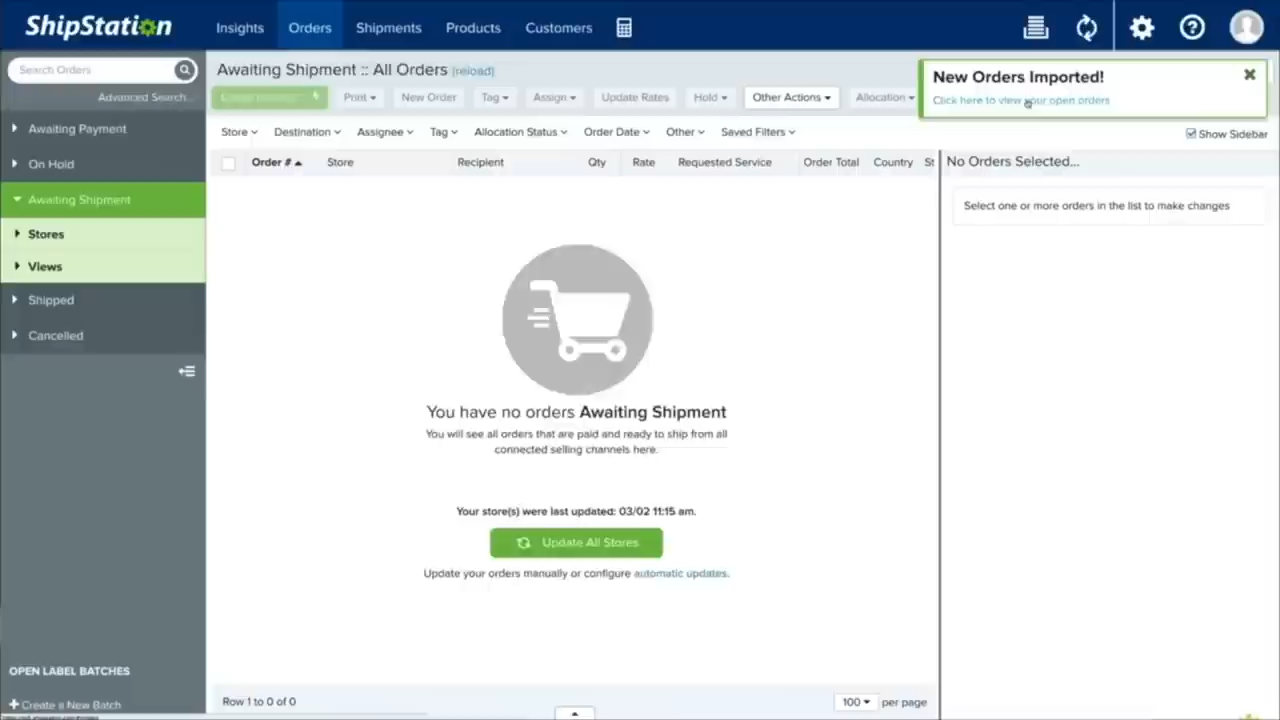 ShipStation
Insights
Orders
Shipments
Products
Customers
Search Orders
Advanced Search...
Awaiting Payment
On Hold
Awaiting Shipment
Stores
Views
Shipped
Cancelled
OPEN LABEL BATCHES
Create a New Batch
Awaiting Shipment :: All Orders (reload)
Print
New Order
Tag
Assign
Update Rates
Hold
Other Actions
Allocation
New Orders Imported!
Click here to view your open orders
Store
Destination
Assignee
Tag
Allocation Status
Order Date
Other
Saved Filters
Show Sidebar
Order #
Store
Recipient
Qty
Rate
Requested Service
Order Total
Country
St
No Orders Selected...
Select one or more orders in the list to make changes
You have no orders Awaiting Shipment
You will see all orders that are paid and ready to ship from all
connected selling channels here.
Your store(s) were last updated: 03/02 11:15 am.
Update All Stores
Update your orders manually or configure automatic updates.
Row 1 to 0 of 0
100 per page